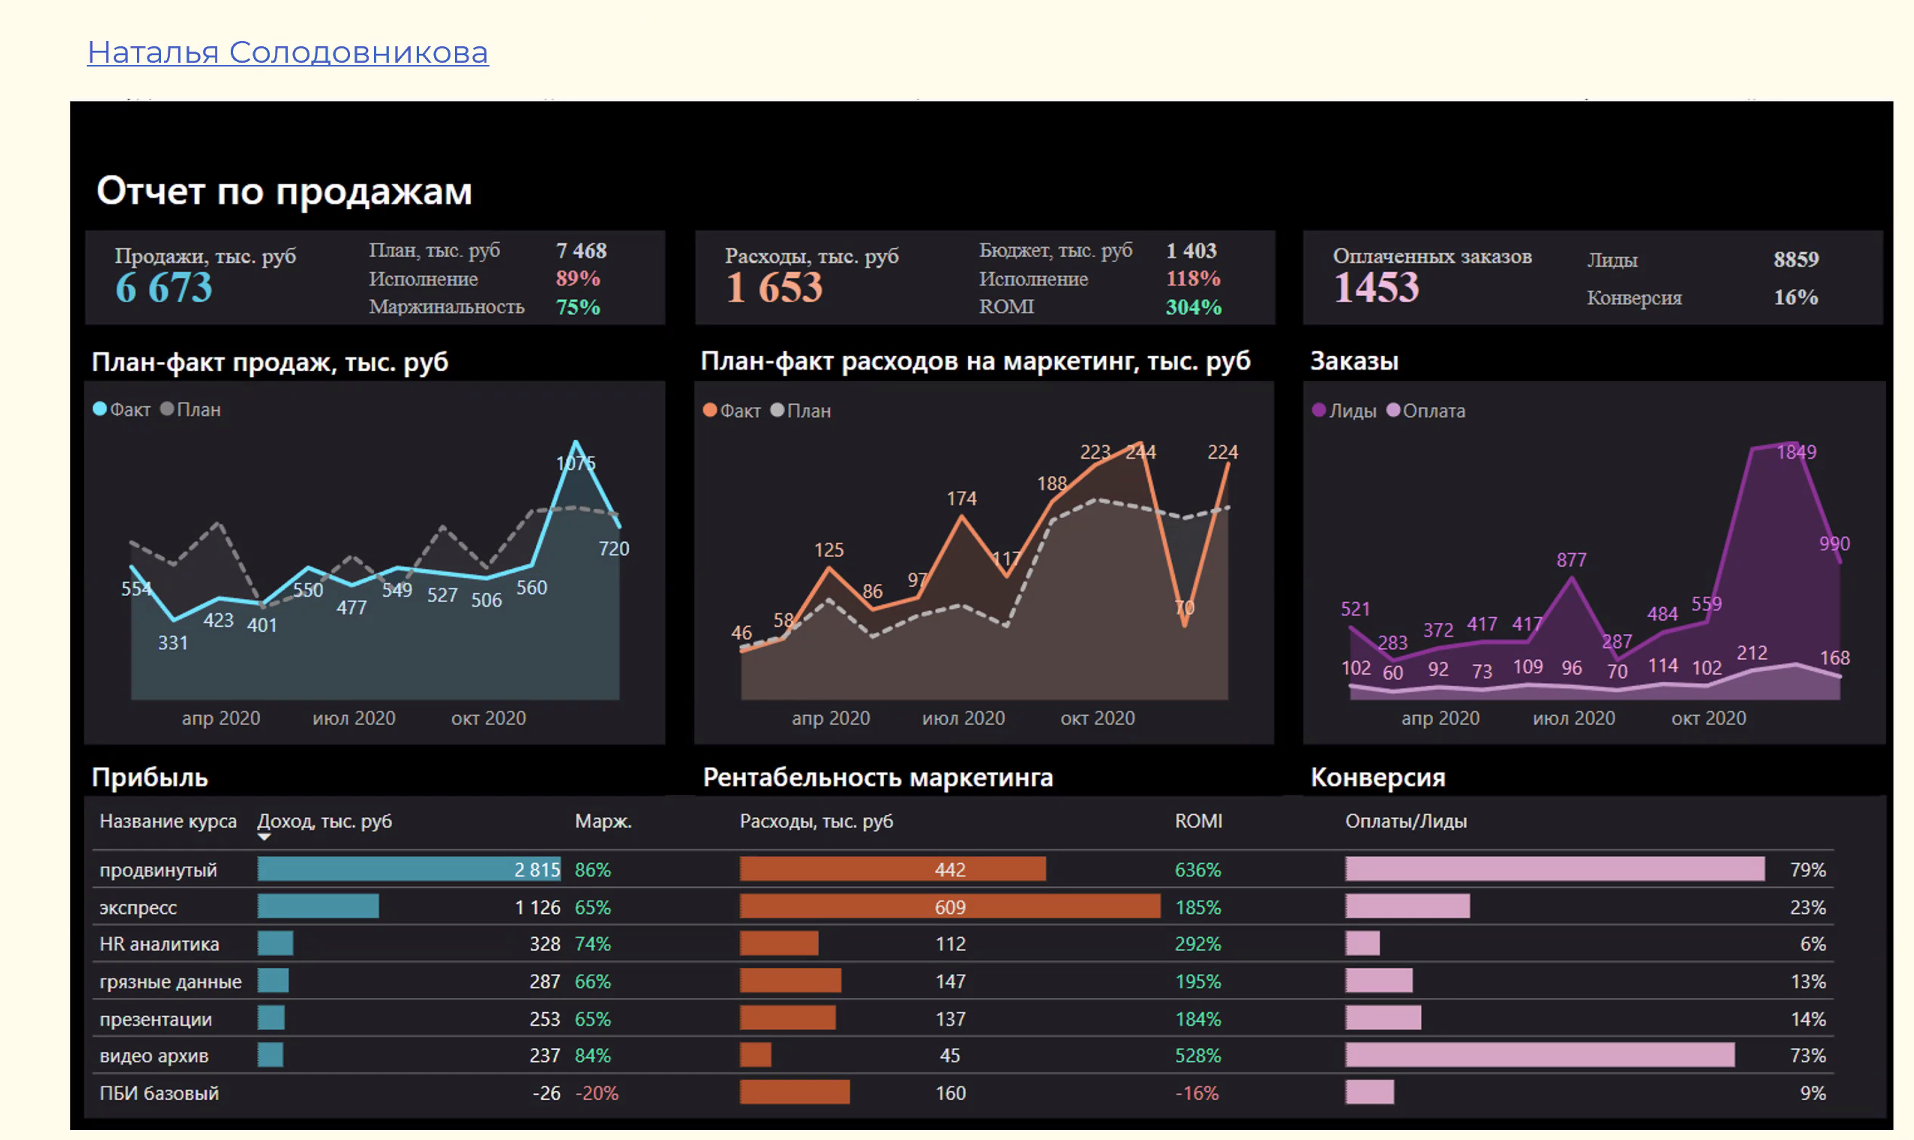 Наталья Солодовникова
Отчет по продажам
Продажи, тыс. руб
6 673
План, тыс. руб 7 468
Исполнение 89%
Маржинальность 75%
Расходы, тыс. руб
1 653
Бюджет, тыс. руб 1 403
Исполнение 118%
ROMI 304%
Оплаченных заказов
1453
Лиды 8859
Конверсия 16%
План-факт продаж, тыс. руб
Факт План
554 331 423 401 550 477 549 527 506 560 1075 720
апр 2020 июл 2020 окт 2020
План-факт расходов на маркетинг, тыс. руб
Факт План
46 58 125 86 97 174 117 188 223 244 70 224
апр 2020 июл 2020 окт 2020
Заказы
Лиды Оплата
521 283 372 417 417 877 287 484 559 1849 990
102 60 92 73 109 96 70 114 102 212 168
апр 2020 июл 2020 окт 2020
Прибыль Рентабельность маркетинга Конверсия
Название курса Доход, тыс. руб Марж. Расходы, тыс. руб ROMI Оплаты/Лиды
продвинутый 2 815 86% 442 636% 79%
экспресс 1 126 65% 609 185% 23%
HR аналитика 328 74% 112 292% 6%
грязные данные 287 66% 147 195% 13%
презентации 253 65% 137 184% 14%
видео архив 237 84% 45 528% 73%
ПБИ базовый -26 -20% 160 -16% 9%